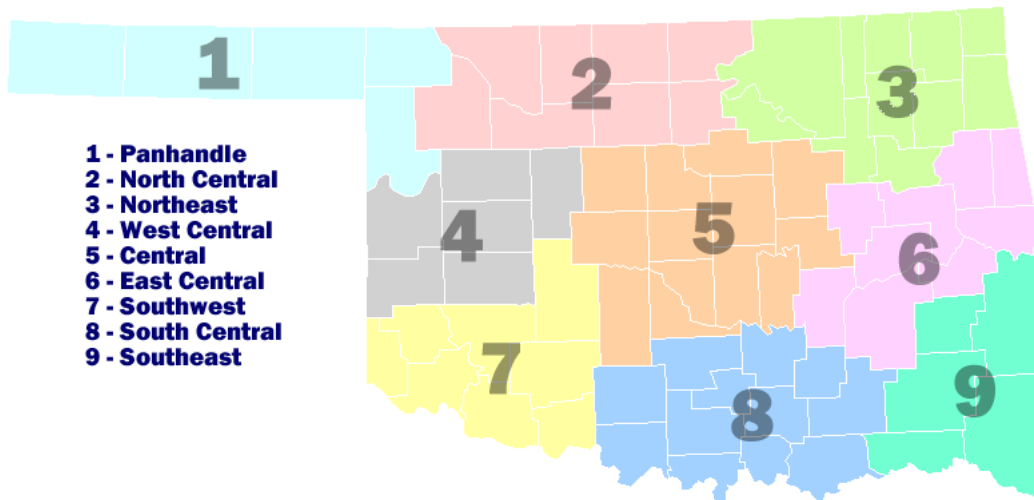 1
2
3
1 - Panhandle
2 - North Central
3 - Northeast
4 - West Central
5 - Central
6 - East Central
7 - Southwest
8 - South Central
9 - Southeast
4
5
6
7
8
9